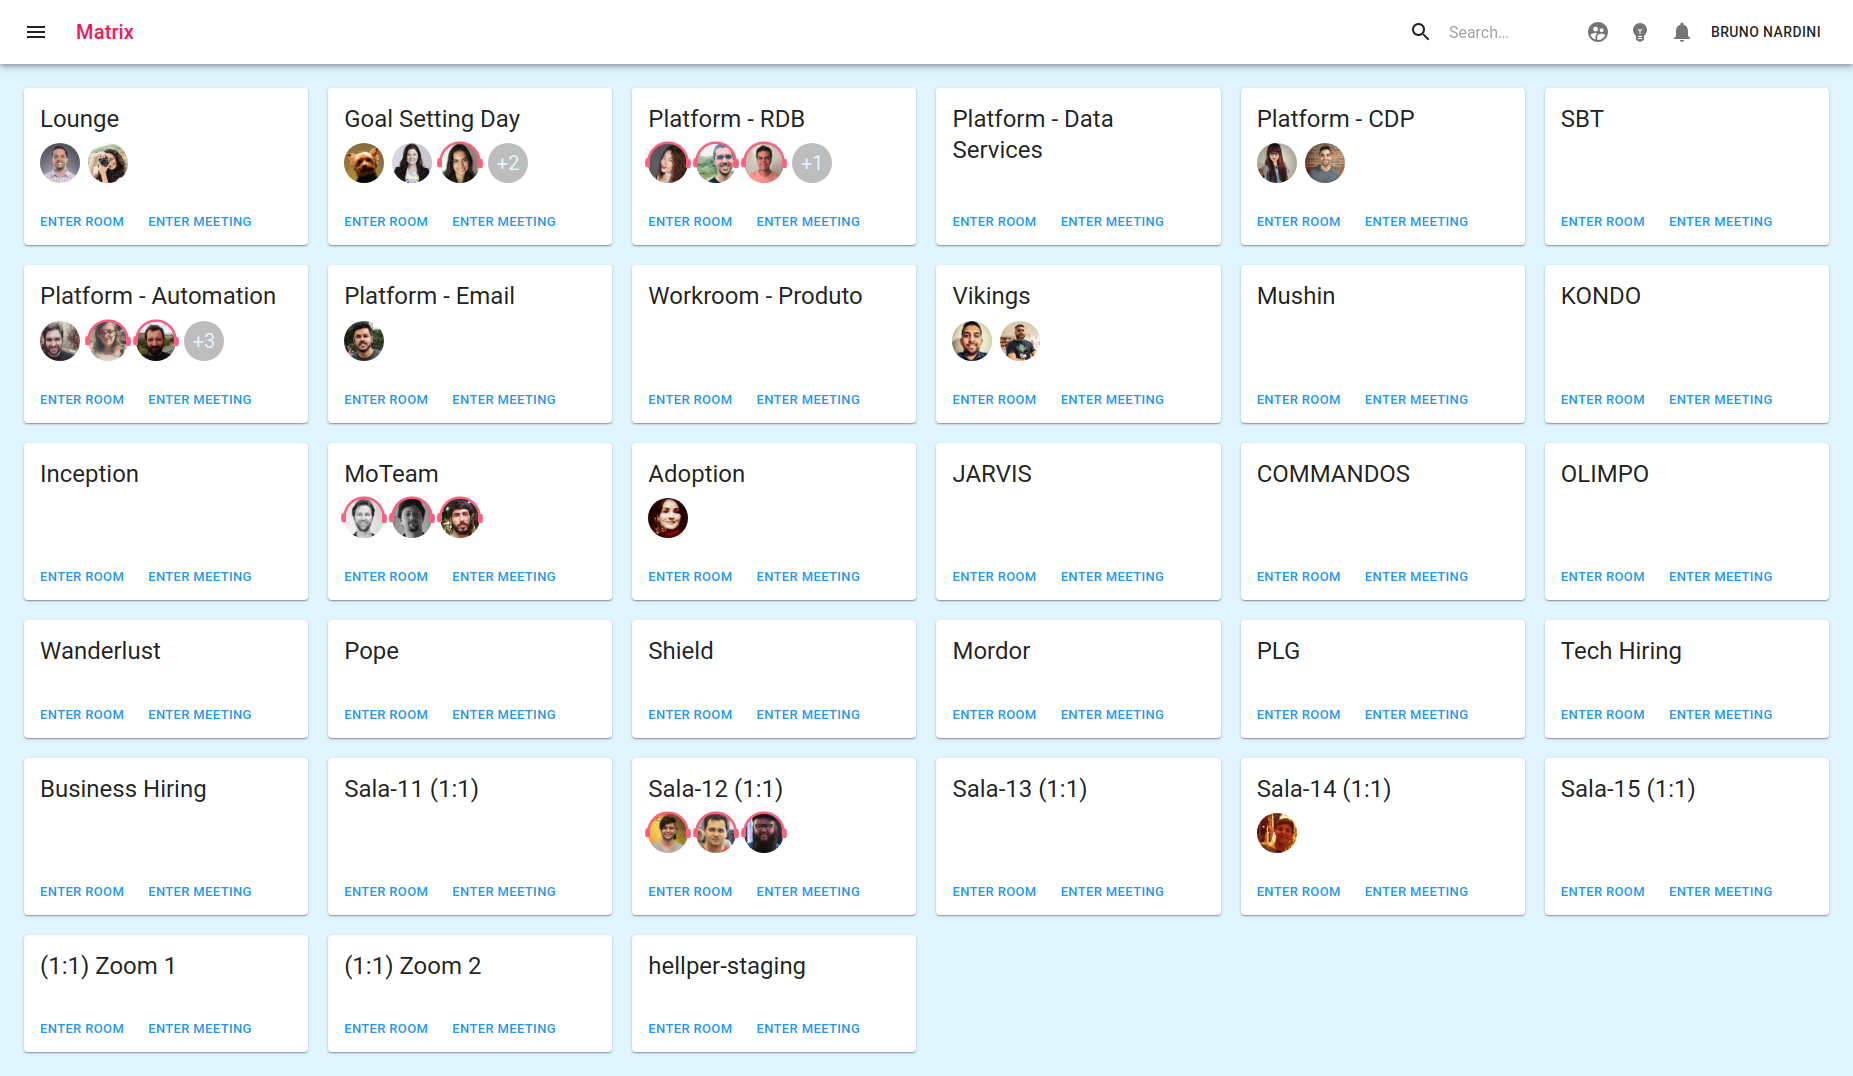 Matrix
Search…
BRUNO NARDINI
Lounge
ENTER ROOM ENTER MEETING
Goal Setting Day
+2
ENTER ROOM ENTER MEETING
Platform - RDB
+1
ENTER ROOM ENTER MEETING
Platform - Data
Services
ENTER ROOM ENTER MEETING
Platform - CDP
ENTER ROOM ENTER MEETING
SBT
ENTER ROOM ENTER MEETING
Platform - Automation
+3
ENTER ROOM ENTER MEETING
Platform - Email
ENTER ROOM ENTER MEETING
Workroom - Produto
ENTER ROOM ENTER MEETING
Vikings
ENTER ROOM ENTER MEETING
Mushin
ENTER ROOM ENTER MEETING
KONDO
ENTER ROOM ENTER MEETING
Inception
ENTER ROOM ENTER MEETING
MoTeam
ENTER ROOM ENTER MEETING
Adoption
ENTER ROOM ENTER MEETING
JARVIS
ENTER ROOM ENTER MEETING
COMMANDOS
ENTER ROOM ENTER MEETING
OLIMPO
ENTER ROOM ENTER MEETING
Wanderlust
ENTER ROOM ENTER MEETING
Pope
ENTER ROOM ENTER MEETING
Shield
ENTER ROOM ENTER MEETING
Mordor
ENTER ROOM ENTER MEETING
PLG
ENTER ROOM ENTER MEETING
Tech Hiring
ENTER ROOM ENTER MEETING
Business Hiring
ENTER ROOM ENTER MEETING
Sala-11 (1:1)
ENTER ROOM ENTER MEETING
Sala-12 (1:1)
ENTER ROOM ENTER MEETING
Sala-13 (1:1)
ENTER ROOM ENTER MEETING
Sala-14 (1:1)
ENTER ROOM ENTER MEETING
Sala-15 (1:1)
ENTER ROOM ENTER MEETING
(1:1) Zoom 1
ENTER ROOM ENTER MEETING
(1:1) Zoom 2
ENTER ROOM ENTER MEETING
hellper-staging
ENTER ROOM ENTER MEETING